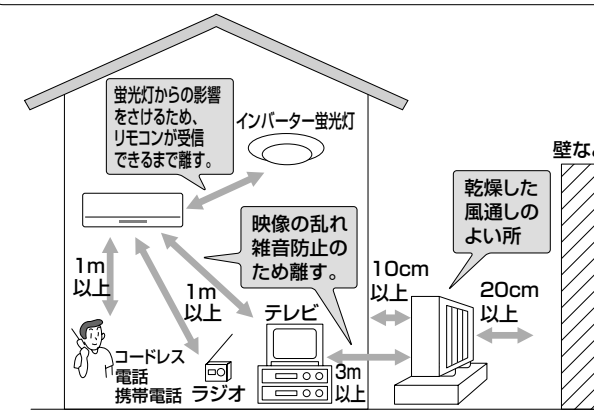 蛍光灯からの影響
をさけるため、
リモコンが受信
できるまで離す。
インバーター蛍光灯
壁な
乾燥した
風通しの
よい所
映像の乱れ
雑音防止の
ため離す。
1m
以上
1m
以上
テレビ
10cm
以上
20cm
以上
コードレス
電話
携帯電話
ラジオ
3m
以上